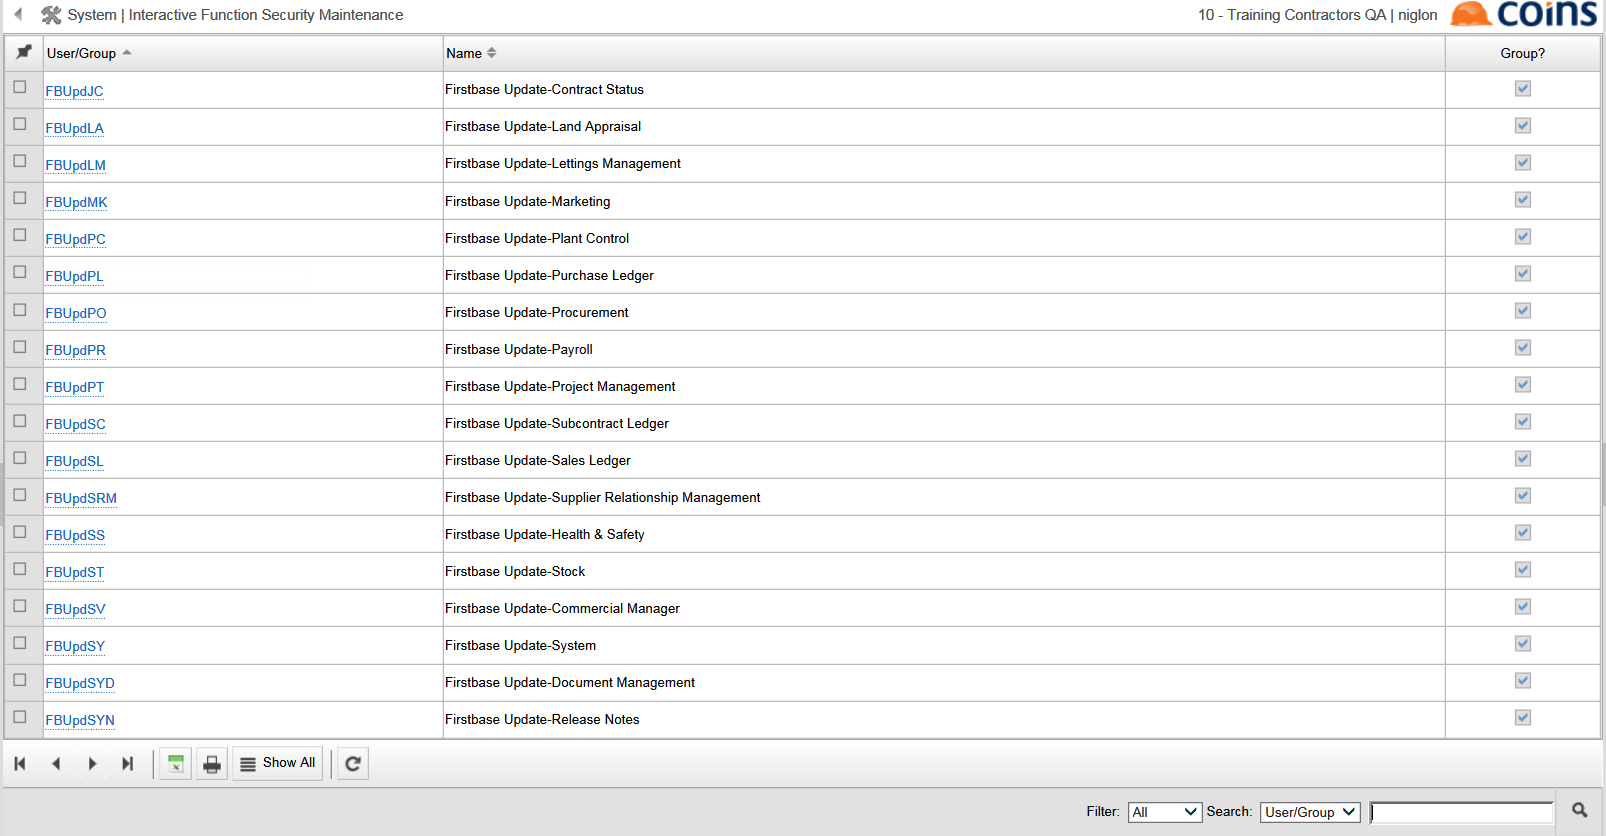 System | Interactive Function Security Maintenance 10 - Training Contractors QA | niglon coins
User/Group Name Group?
FBUpdJC Firstbase Update-Contract Status
FBUpdLA Firstbase Update-Land Appraisal
FBUpdLM Firstbase Update-Lettings Management
FBUpdMK Firstbase Update-Marketing
FBUpdPC Firstbase Update-Plant Control
FBUpdPL Firstbase Update-Purchase Ledger
FBUpdPO Firstbase Update-Procurement
FBUpdPR Firstbase Update-Payroll
FBUpdPT Firstbase Update-Project Management
FBUpdSC Firstbase Update-Subcontract Ledger
FBUpdSL Firstbase Update-Sales Ledger
FBUpdSRM Firstbase Update-Supplier Relationship Management
FBUpdSS Firstbase Update-Health & Safety
FBUpdST Firstbase Update-Stock
FBUpdSV Firstbase Update-Commercial Manager
FBUpdSY Firstbase Update-System
FBUpdSYD Firstbase Update-Document Management
FBUpdSYN Firstbase Update-Release Notes
Show All
Filter: All Search: User/Group